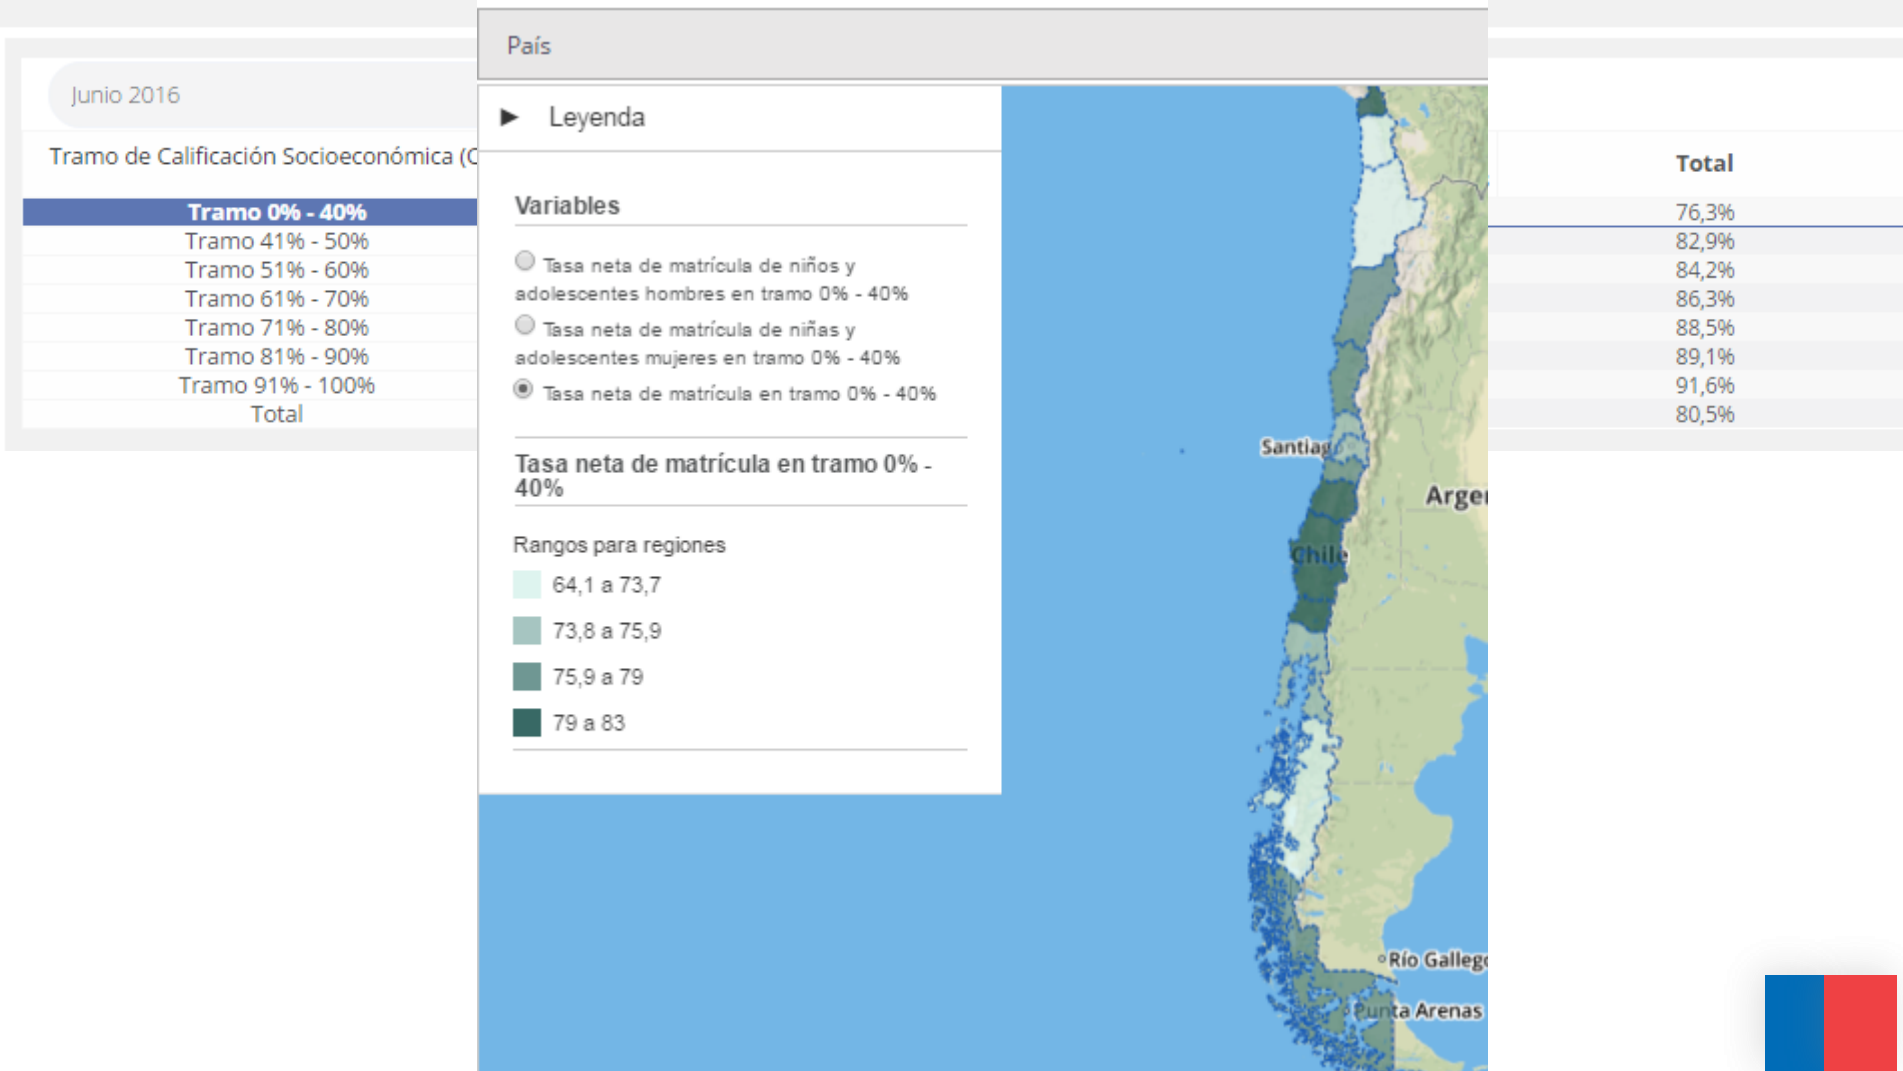 País
Junio 2016
Leyenda
Tramo de Calificación Socioeconómica (C
Total
Variables
Tramo 0% - 40%
76,3%
Tramo 41% - 50%
82,9%
Tramo 51% - 60%
84,2%
Tramo 61% - 70%
86,3%
Tramo 71% - 80%
88,5%
Tramo 81% - 90%
89,1%
Tramo 91% - 100%
91,6%
Total
80,5%
Tasa neta de matrícula de niños y
adolescentes hombres en tramo 0% - 40%
Tasa neta de matrícula de niñas y
adolescentes mujeres en tramo 0% - 40%
Tasa neta de matrícula en tramo 0% - 40%
Tasa neta de matrícula en tramo 0% -
40%
Rangos para regiones
64,1 a 73,7
73,8 a 75,9
75,9 a 79
79 a 83
Santiag
Argen
Chile
Río Gallego
Punta Arenas